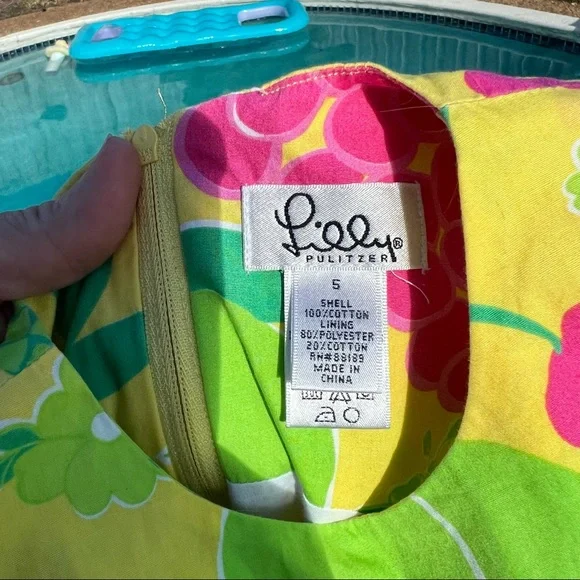 Lilly®
PULITZER
5
SHELL
100%COTTON
LINING
80%POLYESTER
20%COTTON
RN#88189
MADE IN
CHINA